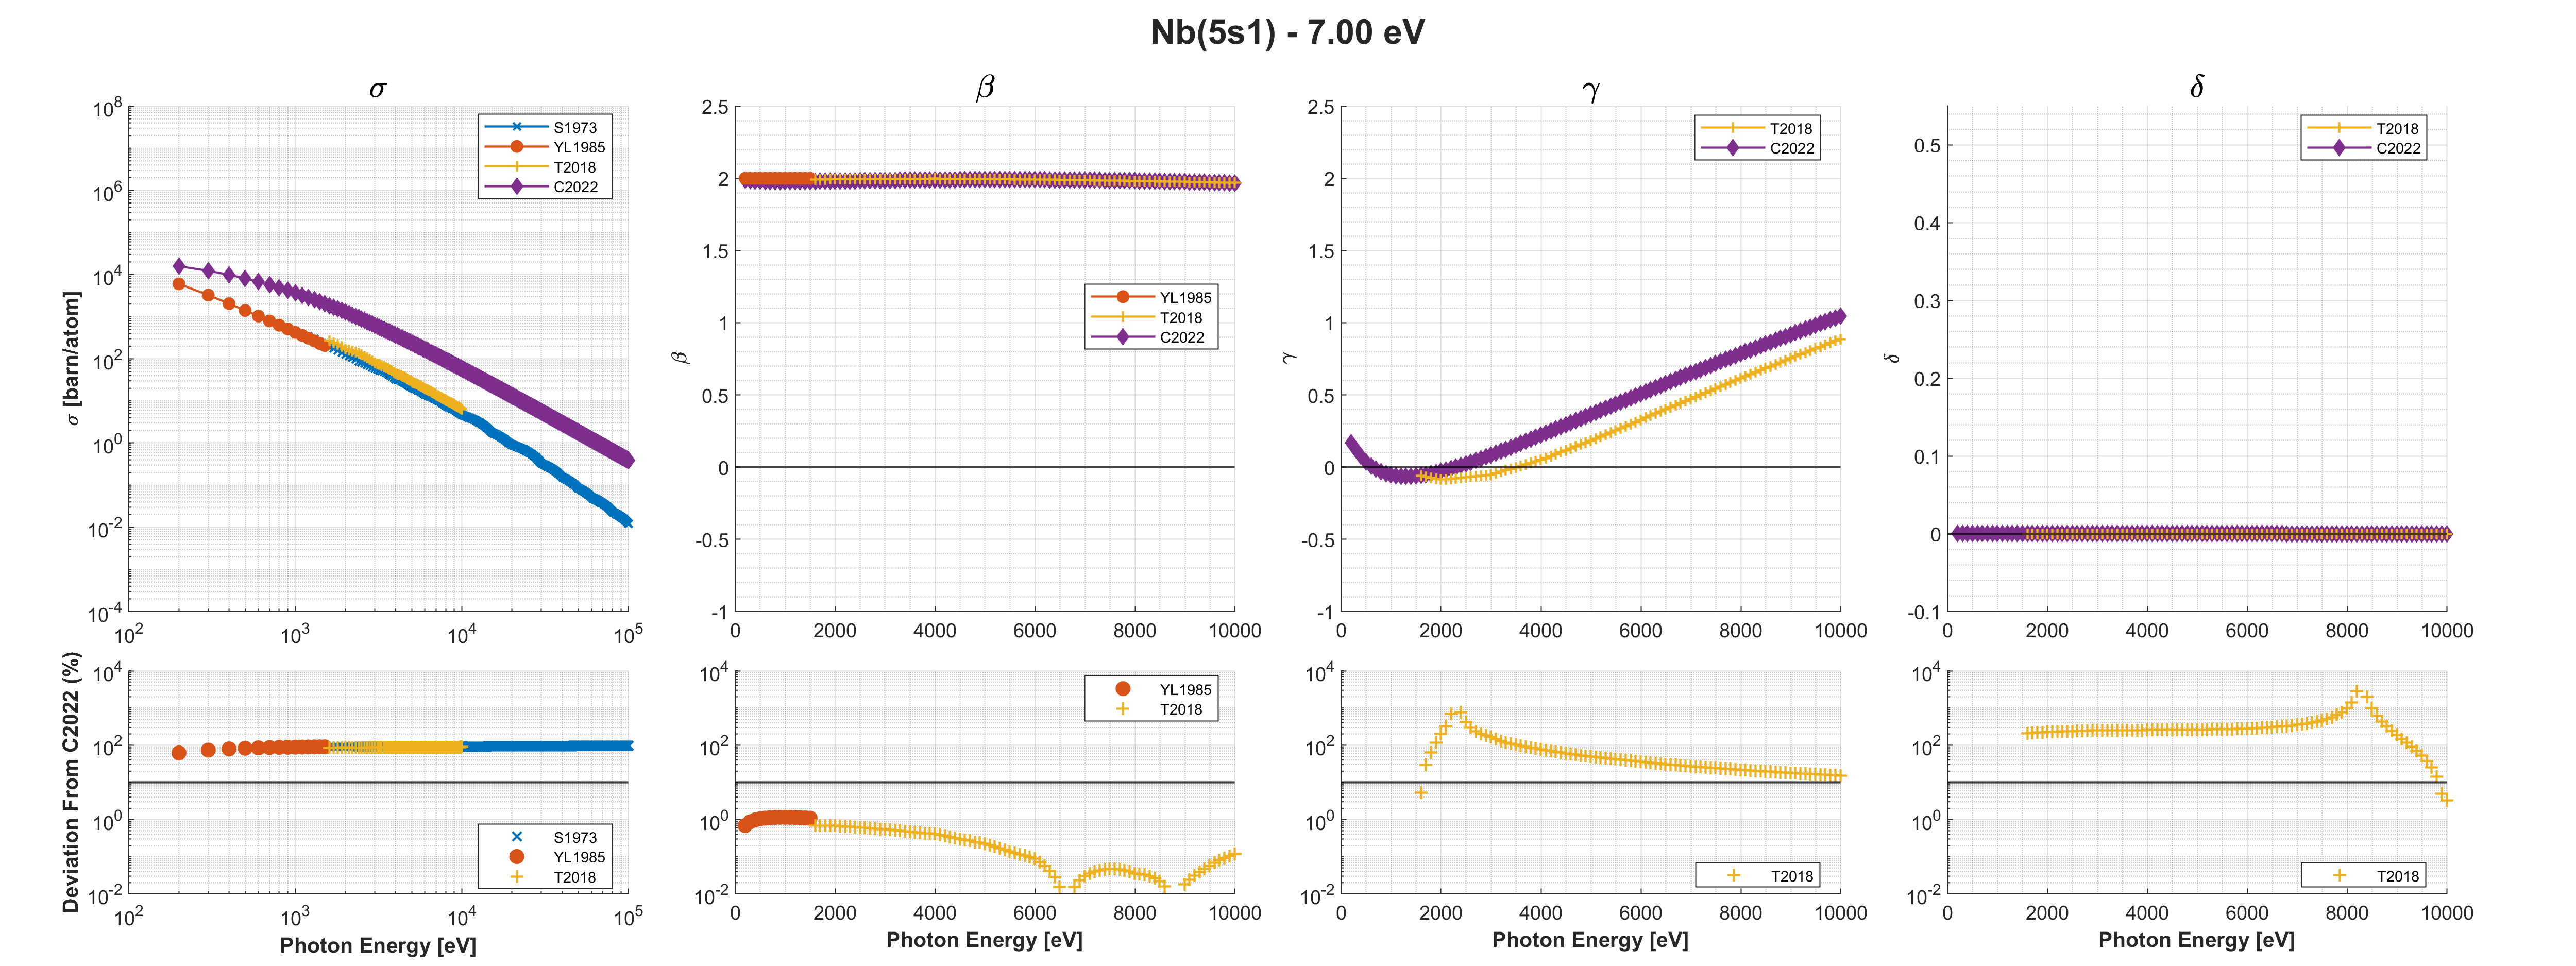 Nb(5s1) - 7.00 eV
σ
10^8
10^6
10^4
10^2
10^0
10^-2
10^-4
10^2
10^3
10^4
10^5
σ [barn/atom]
S1973
YL1985
T2018
C2022
β
2.5
2
1.5
1
0.5
0
-0.5
-1
0
2000
4000
6000
8000
10000
β
YL1985
T2018
C2022
γ
2.5
2
1.5
1
0.5
0
-0.5
-1
0
2000
4000
6000
8000
10000
γ
T2018
C2022
δ
0.5
0.4
0.3
0.2
0.1
0
-0.1
0
2000
4000
6000
8000
10000
δ
T2018
C2022
10^4
10^2
10^0
10^-2
10^2
10^3
10^4
10^5
Deviation From C2022 (%)
Photon Energy [eV]
S1973
YL1985
T2018
10^4
10^2
10^0
10^-2
0
2000
4000
6000
8000
10000
Photon Energy [eV]
YL1985
T2018
10^4
10^2
10^0
10^-2
0
2000
4000
6000
8000
10000
Photon Energy [eV]
T2018
10^4
10^2
10^0
10^-2
0
2000
4000
6000
8000
10000
Photon Energy [eV]
T2018